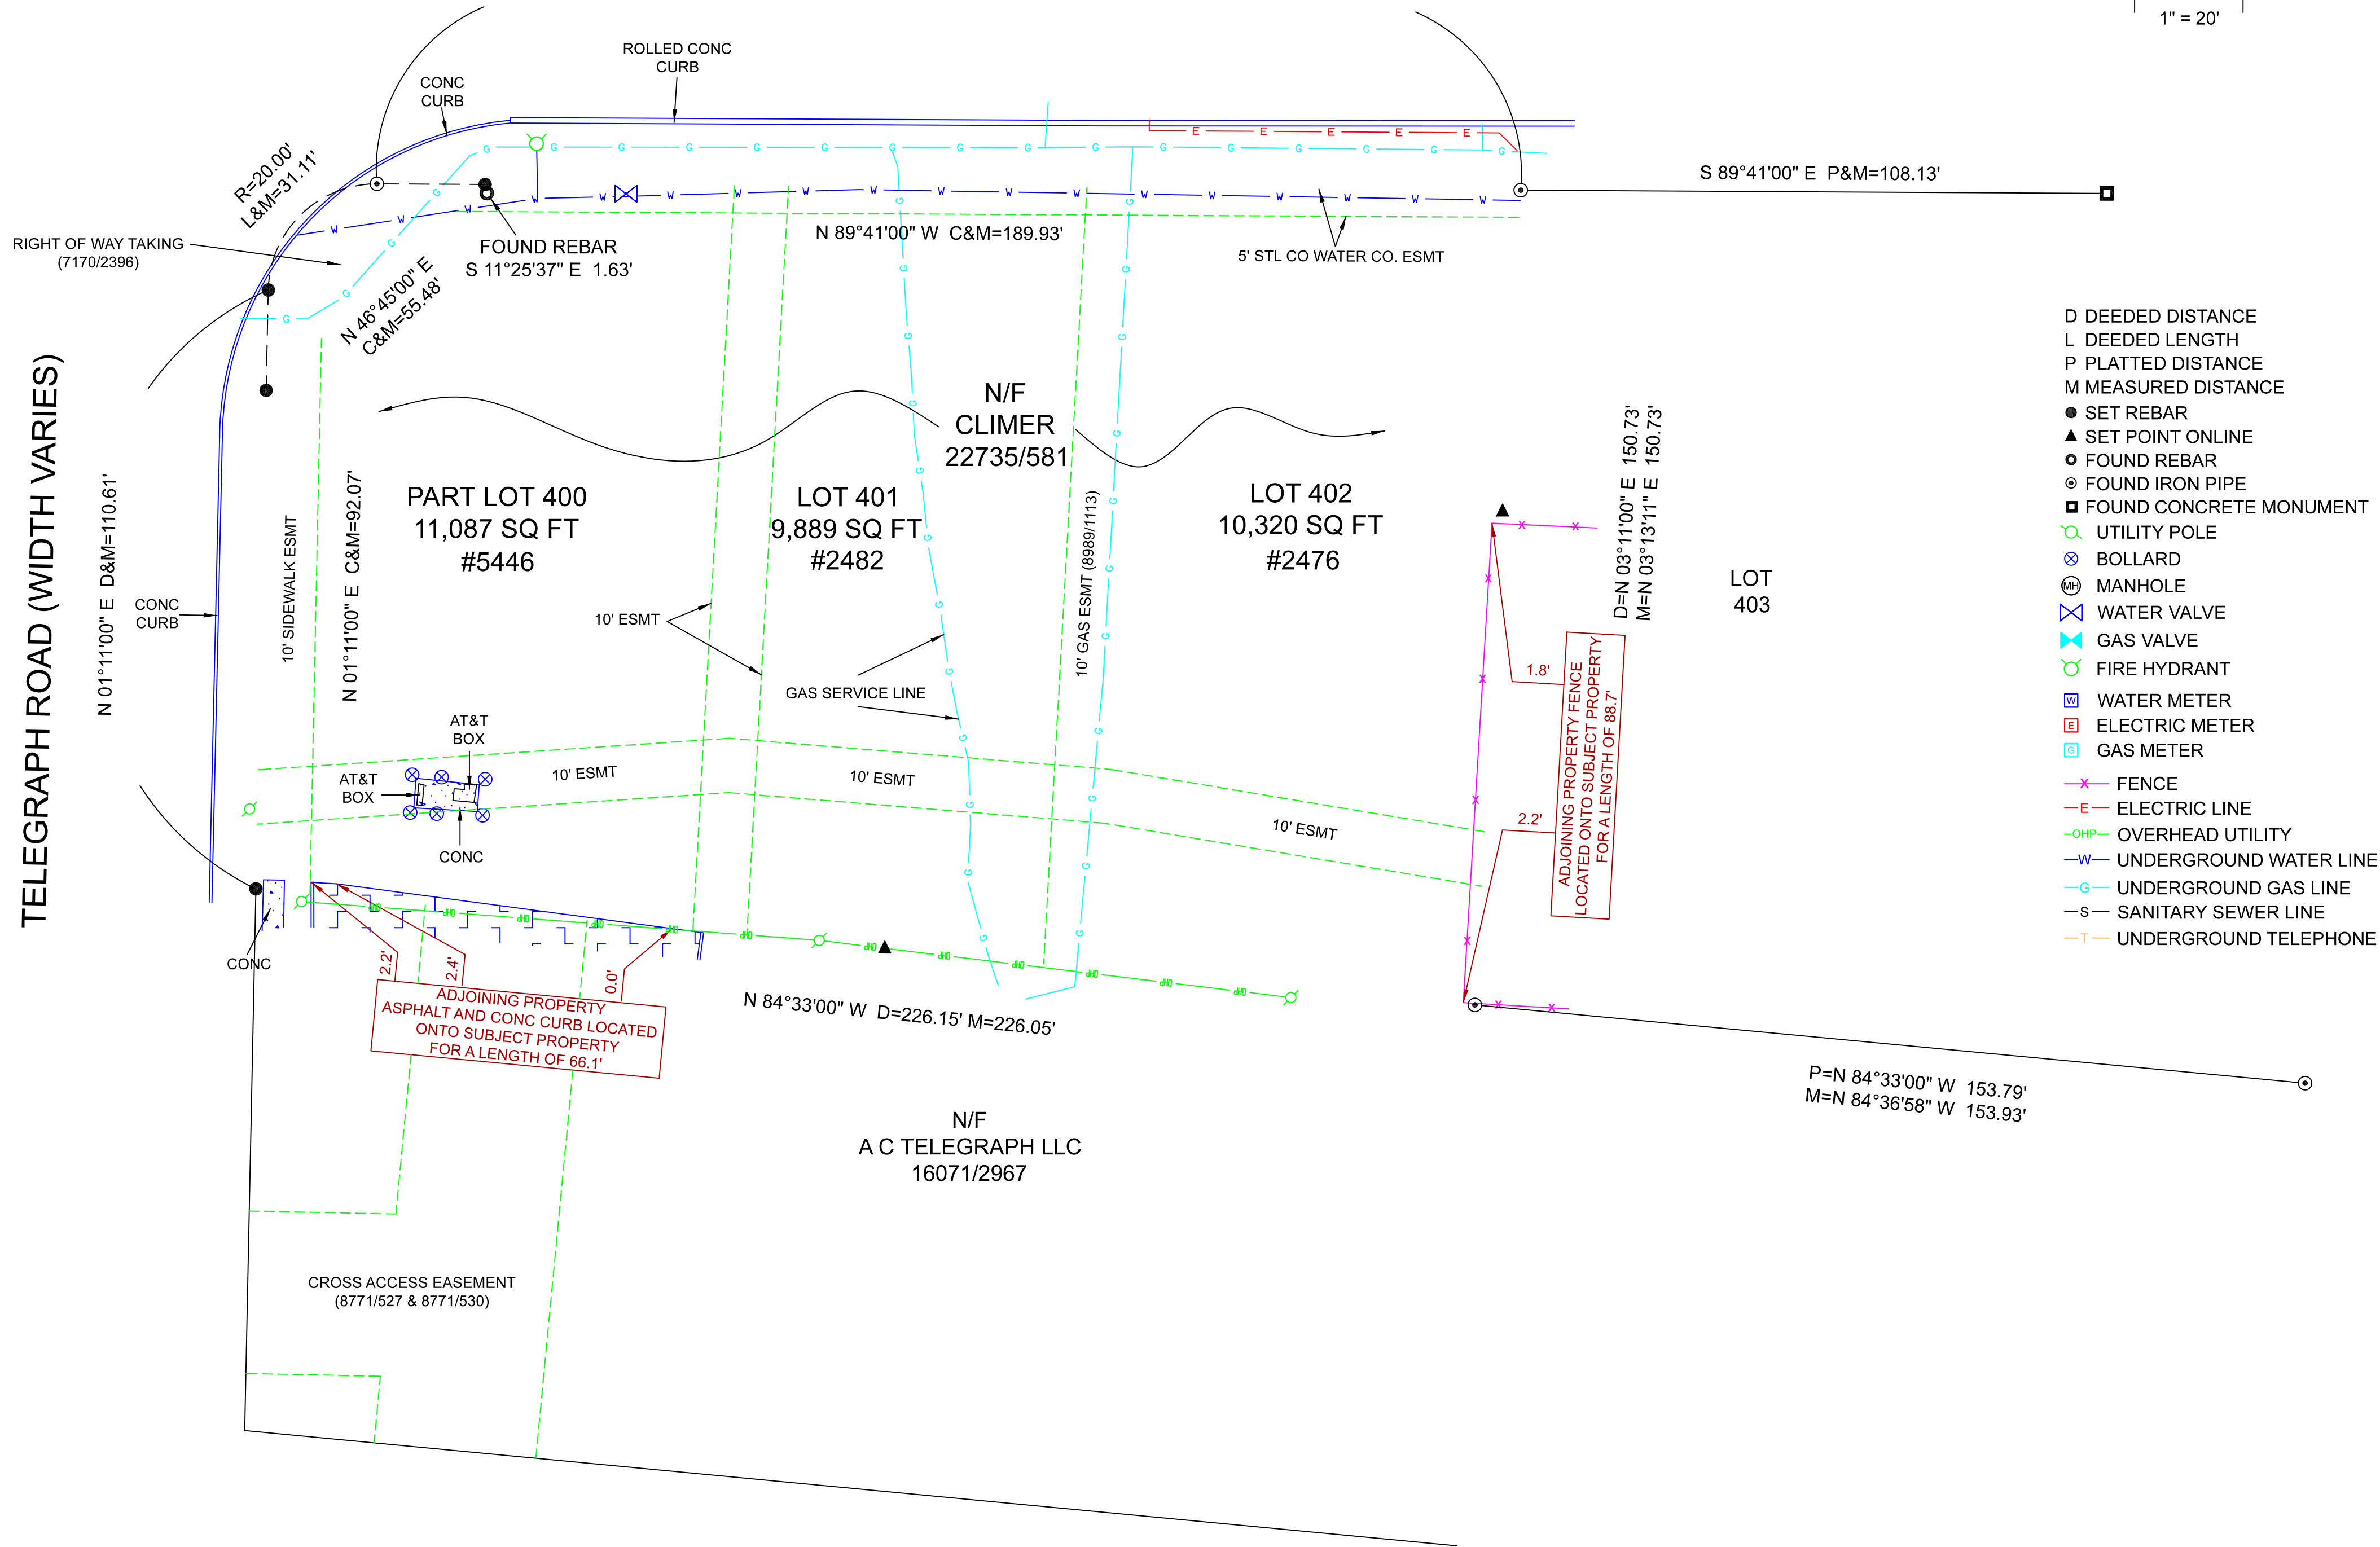 1" = 20'
ROLLED CONC
CURB
CONC
CURB
R=20.00'
L&M=31.11'
S 89°41'00" E P&M=108.13'
RIGHT OF WAY TAKING
(7170/2396)
FOUND REBAR
S 11°25'37" E 1.63'
N 89°41'00" W C&M=189.93'
5' STL CO WATER CO. ESMT
N 46°45'00" E
C&M=55.48'
TELEGRAPH ROAD (WIDTH VARIES)
N 01°11'00" E D&M=110.61'
CONC
CURB
10' SIDEWALK ESMT
N 01°11'00" E C&M=92.07'
N/F
CLIMER
22735/581
PART LOT 400
11,087 SQ FT
#5446
LOT 401
9,889 SQ FT
#2482
LOT 402
10,320 SQ FT
#2476
10' ESMT
GAS SERVICE LINE
10' GAS ESMT (8989/1113)
D=N 03°11'00" E 150.73'
M=N 03°13'11" E 150.73'
LOT
403
1.8'
2.2'
ADJOINING PROPERTY FENCE
LOCATED ONTO SUBJECT PROPERTY
FOR A LENGTH OF 88.7'
AT&T
BOX
AT&T
BOX
CONC
10' ESMT
10' ESMT
10' ESMT
CONC
2.2'
2.4'
0.0'
ADJOINING PROPERTY
ASPHALT AND CONC CURB LOCATED
ONTO SUBJECT PROPERTY
FOR A LENGTH OF 66.1'
N 84°33'00" W D=226.15' M=226.05'
P=N 84°33'00" W 153.79'
M=N 84°36'58" W 153.93'
N/F
A C TELEGRAPH LLC
16071/2967
CROSS ACCESS EASEMENT
(8771/527 & 8771/530)
D DEEDED DISTANCE
L DEEDED LENGTH
P PLATTED DISTANCE
M MEASURED DISTANCE
SET REBAR
SET POINT ONLINE
FOUND REBAR
FOUND IRON PIPE
FOUND CONCRETE MONUMENT
UTILITY POLE
BOLLARD
MH MANHOLE
WATER VALVE
GAS VALVE
FIRE HYDRANT
W WATER METER
E ELECTRIC METER
G GAS METER
X FENCE
E ELECTRIC LINE
OHP OVERHEAD UTILITY
W UNDERGROUND WATER LINE
G UNDERGROUND GAS LINE
S SANITARY SEWER LINE
T UNDERGROUND TELEPHONE